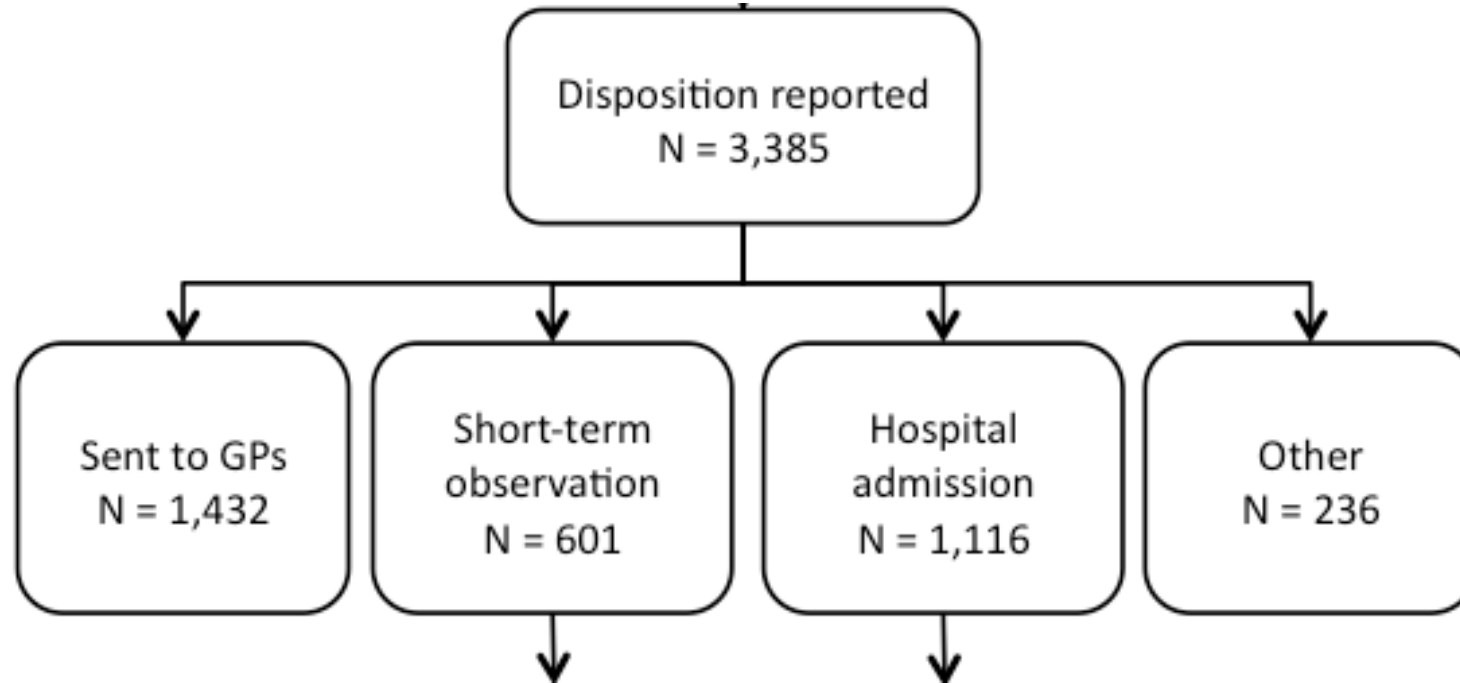 Disposition reported
N = 3,385
Sent to GPs
N = 1,432
Short-term
observation
N = 601
Hospital
admission
N = 1,116
Other
N = 236